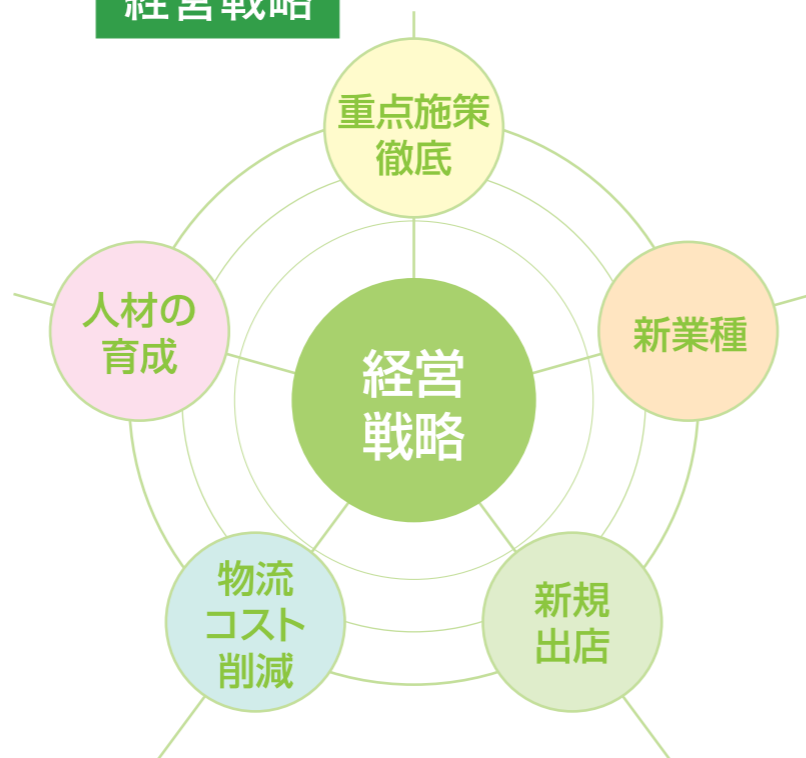 経営戦略
重点施策
徹底
人材の
育成
新業種
経営
戦略
物流
コスト
削減
新規
出店